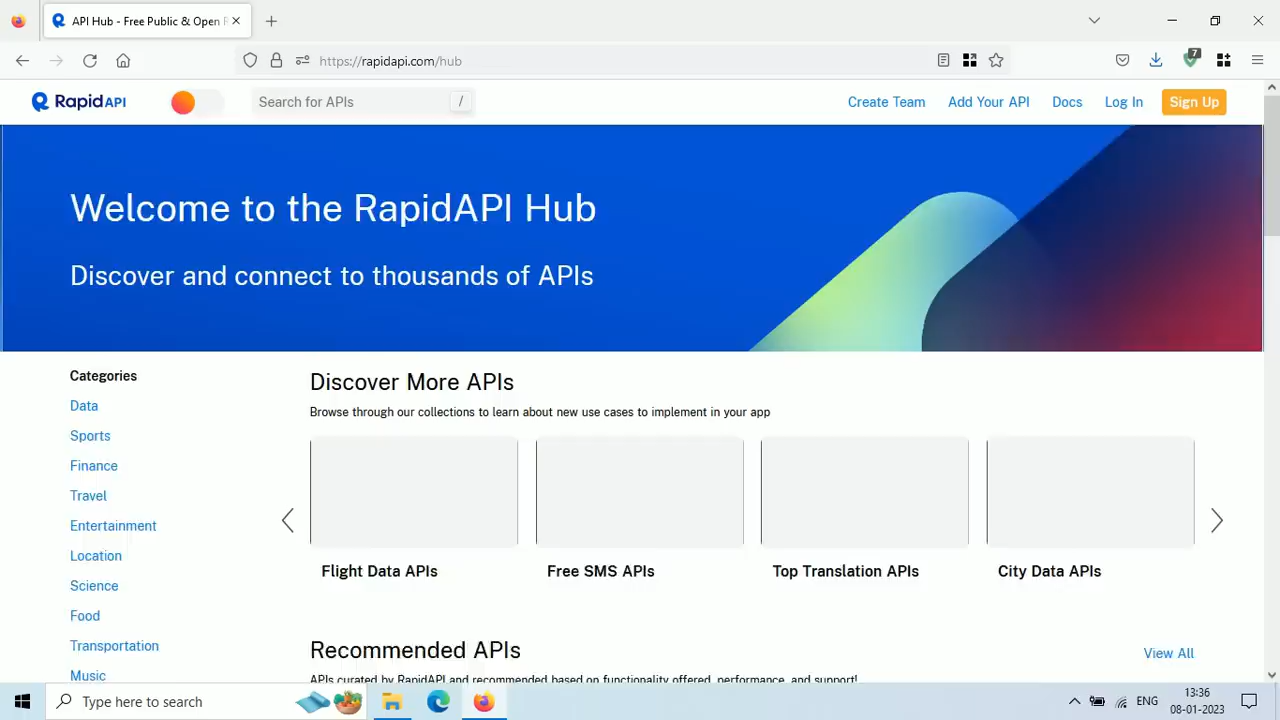 API Hub - Free Public & Open
https://rapidapi.com/hub
7
Rapid API
Search for APIs
/
Create Team
Add Your API
Docs
Log In
Sign Up
Welcome to the RapidAPI Hub
Discover and connect to thousands of APIs
Categories
Data
Sports
Finance
Travel
Entertainment
Location
Science
Food
Transportation
Music
Discover More APIs
Browse through our collections to learn about new use cases to implement in your app
Flight Data APIs
Free SMS APIs
Top Translation APIs
City Data APIs
Recommended APIs
View All
APIs curated by RapidAPI and recommended based on functionality offered, performance, and support!
Type here to search
ENG
13:36
08-01-2023